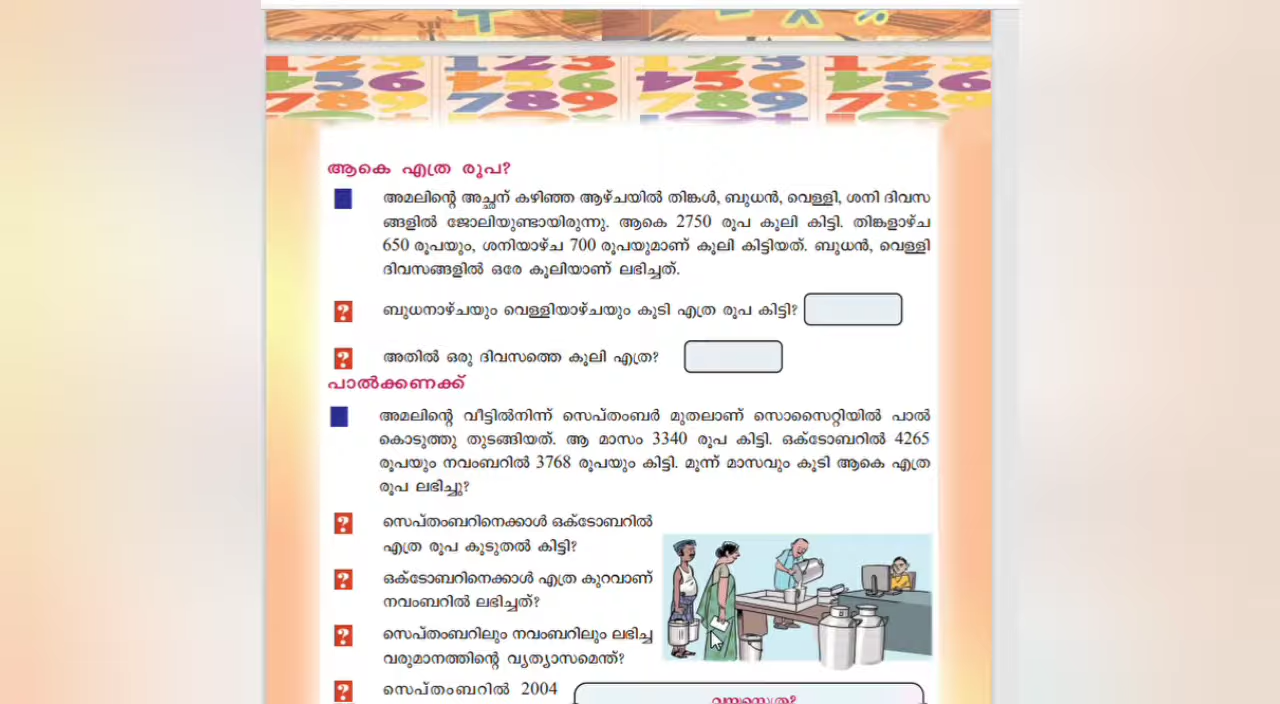 ആകെ എത്ര രൂപ?
അമലിന്റെ അച്ഛന് കഴിഞ്ഞ ആഴ്ചയിൽ തിങ്കൾ, ബുധൻ, വെള്ളി, ശനി ദിവസ
ങ്ങളിൽ ജോലിയുണ്ടായിരുന്നു. ആകെ 2750 രൂപ കൂലി കിട്ടി. തിങ്കളാഴ്ച
650 രൂപയും, ശനിയാഴ്ച 700 രൂപയുമാണ് കൂലി കിട്ടിയത്. ബുധൻ, വെള്ളി
ദിവസങ്ങളിൽ ഒരേ കൂലിയാണ് ലഭിച്ചത്.
ബുധനാഴ്ചയും വെള്ളിയാഴ്ചയും കൂടി എത്ര രൂപ കിട്ടി?
അതിൽ ഒരു ദിവസത്തെ കൂലി എത്ര?
പാൽക്കണക്ക്
അമലിന്റെ വീട്ടിൽനിന്ന് സെപ്തംബർ മുതലാണ് സൊസൈറ്റിയിൽ പാൽ
കൊടുത്തു തുടങ്ങിയത്. ആ മാസം 3340 രൂപ കിട്ടി. ഒക്ടോബറിൽ 4265
രൂപയും നവംബറിൽ 3768 രൂപയും കിട്ടി. മൂന്ന് മാസവും കൂടി ആകെ എത്ര
രൂപ ലഭിച്ചു?
സെപ്തംബറിനെക്കാൾ ഒക്ടോബറിൽ
എത്ര രൂപ കൂടുതൽ കിട്ടി?
ഒക്ടോബറിനെക്കാൾ എത്ര കുറവാണ്
നവംബറിൽ ലഭിച്ചത്?
സെപ്തംബറിലും നവംബറിലും ലഭിച്ച
വരുമാനത്തിന്റെ വ്യത്യാസമെന്ത്?
സെപ്തംബറിൽ 2004
വയസ്സെത്ര?